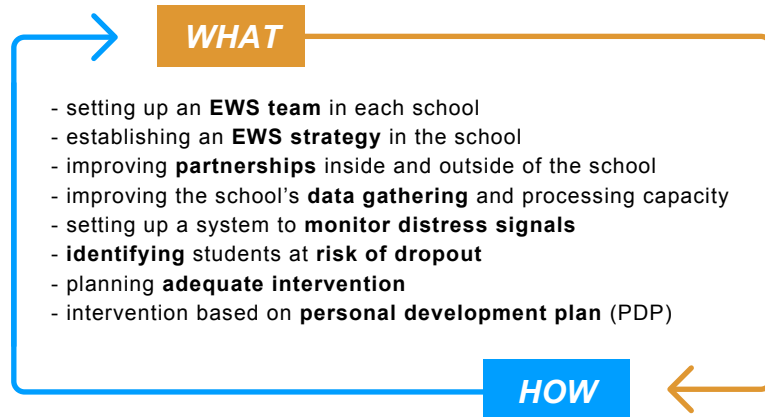 WHAT
- setting up an EWS team in each school
- establishing an EWS strategy in the school
- improving partnerships inside and outside of the school
- improving the school's data gathering and processing capacity
- setting up a system to monitor distress signals
- identifying students at risk of dropout
- planning adequate intervention
- intervention based on personal development plan (PDP)
HOW